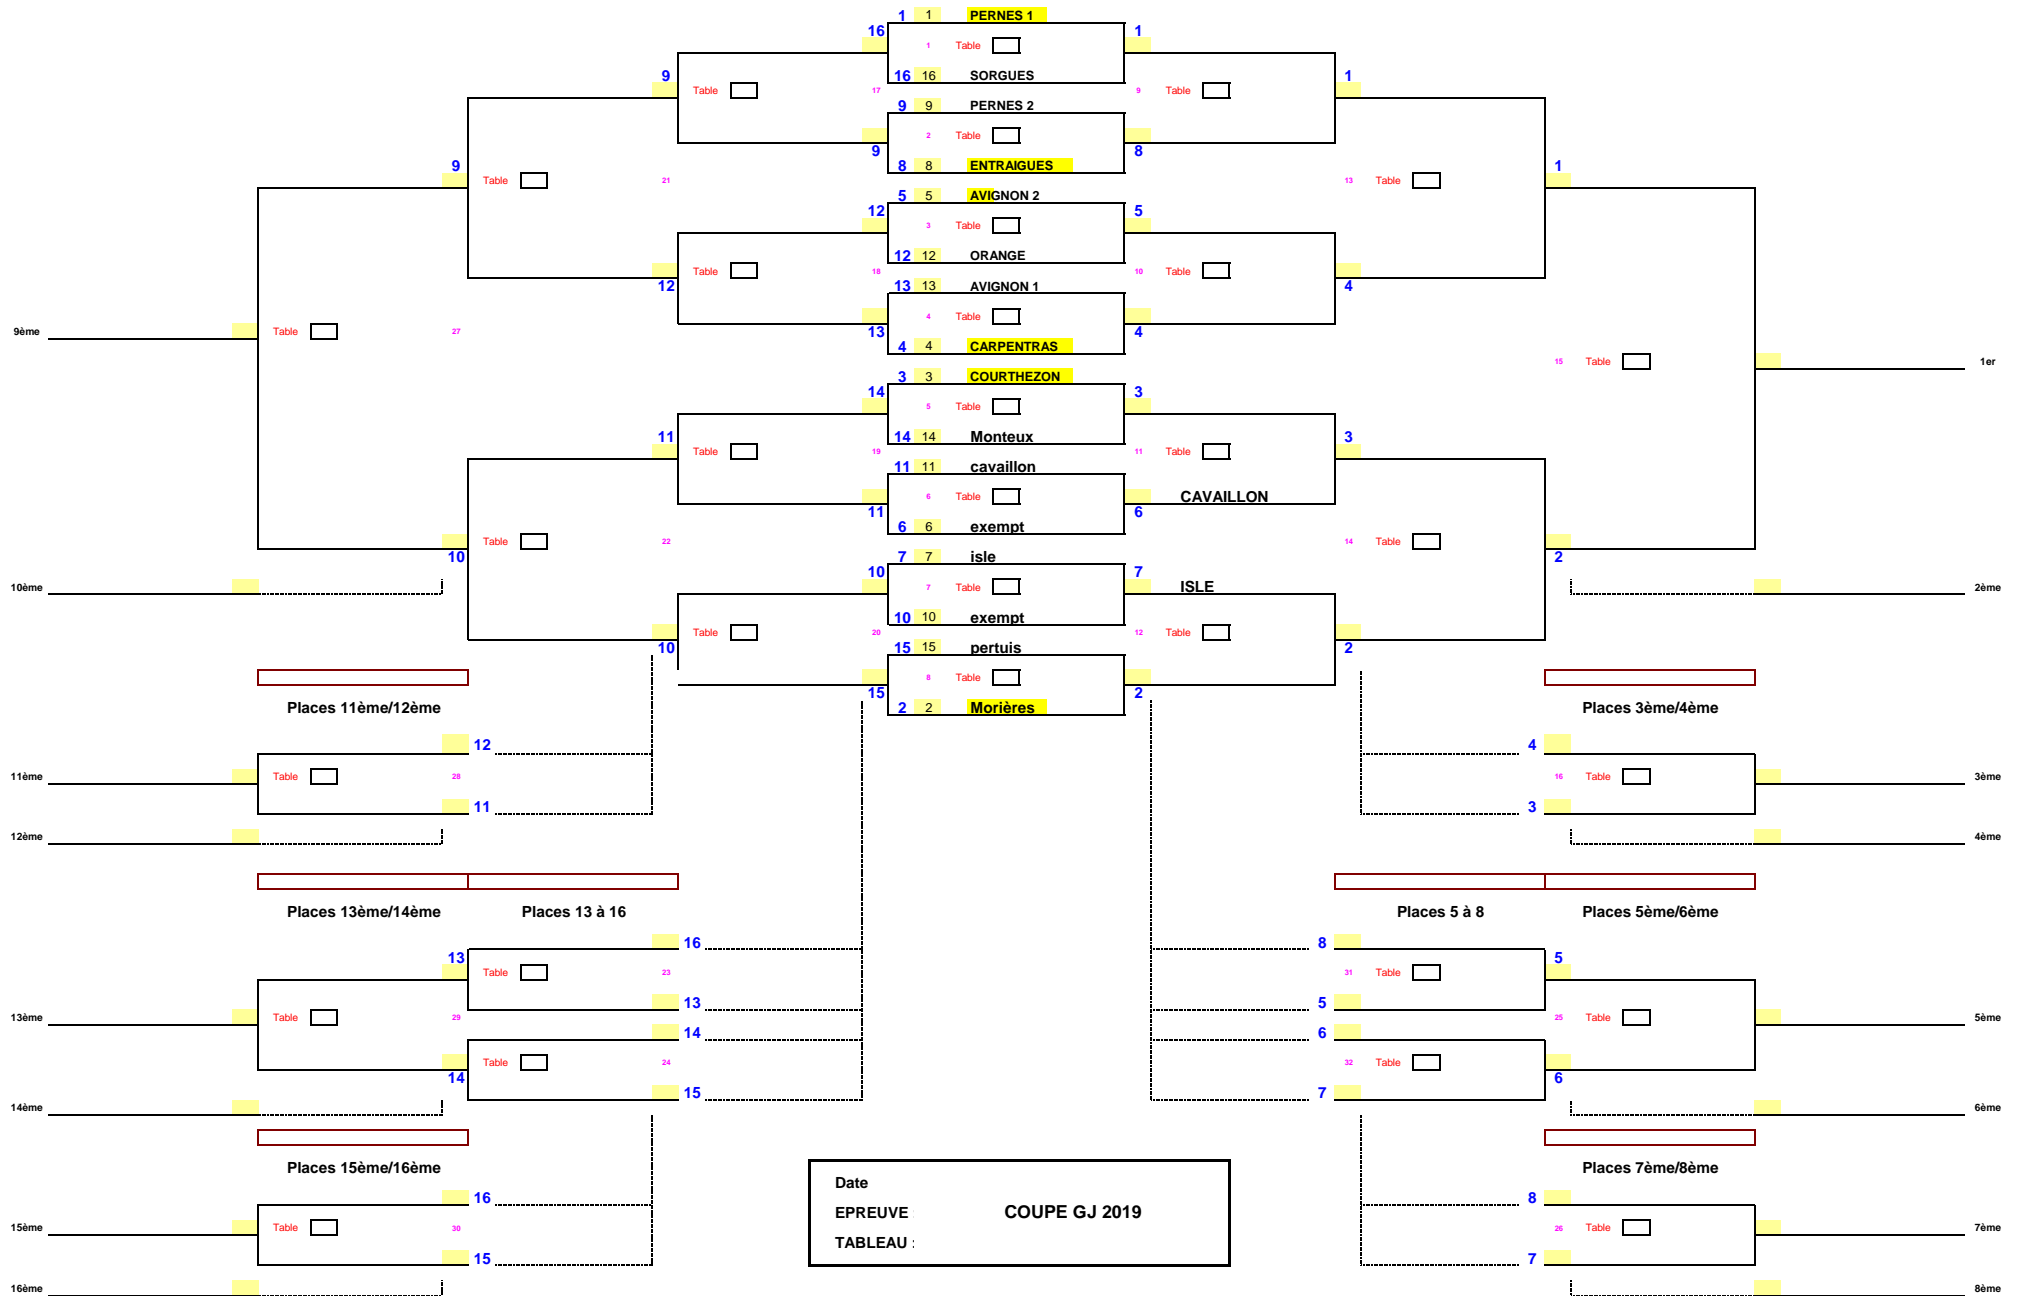 1 1 PERNES 1
16 1
1 Table
9 16 16 SORGUES 1
Table 17 9 Table
9 9 PERNES 2
2 Table
9 8
9 8 8 ENTRAIGUES 1
Table 21 13 Table
5 5 AVIGNON 2
12 5
3 Table
12 12 ORANGE
Table 18 10 Table
12 13 13 AVIGNON 1 4
4 Table
9ème Table 27 13 4
4 4 CARPENTRAS
15 Table 1er
3 3 COURTHEZON
14 3
5 Table
11 14 14 Monteux 3
Table 19 11 Table
11 11 cavaillon
6 Table CAVAILLON
11 6
6 6 exempt
Table 22 14 Table
10 7 7 isle 2
10 7
10ème 7 Table ISLE 2ème
10 10 exempt
Table 20 12 Table
10 15 15 pertuis 2
8 Table
15 2
Places 11ème/12ème 2 2 Morières Places 3ème/4ème
12 4
11ème Table 28 16 Table 3ème
11 3
12ème 4ème
Places 13ème/14ème Places 13 à 16 Places 5 à 8 Places 5ème/6ème
16 8
13 5
Table 23 31 Table
13 5
13ème Table 29 25 Table 5ème
14 6
Table 24 32 Table
14 6
15 7
14ème 6ème
Places 15ème/16ème Places 7ème/8ème
Date
16 8
EPREUVE : COUPE GJ 2019
15ème Table 30 26 Table 7ème
TABLEAU :
15 7
16ème 8ème